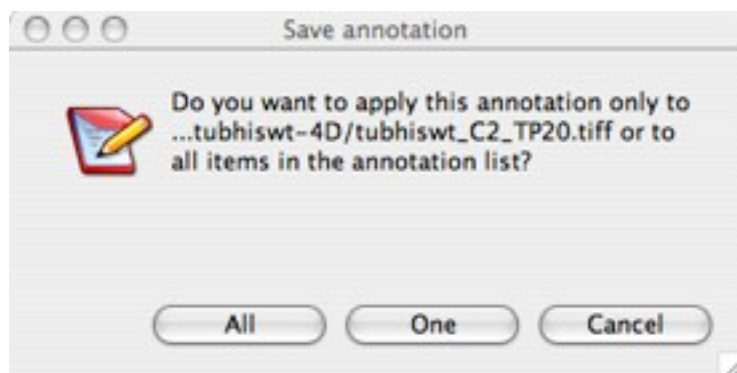 Save annotation
Do you want to apply this annotation only to
...tubhiswt-4D/tubhiswt_C2_TP20.tiff or to
all items in the annotation list?
All One Cancel